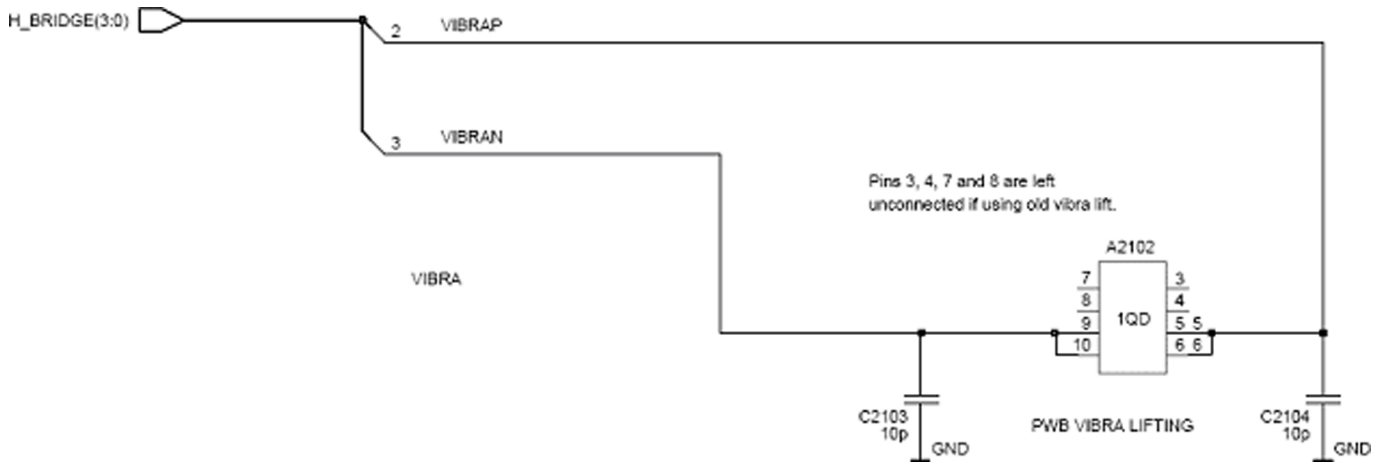 H_BRIDGE(3:0)
2 VIBRAP
3 VIBRAN
Pins 3, 4, 7 and 8 are left
unconnected if using old vibra lift.
VIBRA
A2102
7 3
8 4
1QD
9 5 5
10 6 6
C2103
10p
GND
PWB VIBRA LIFTING
C2104
10p
GND